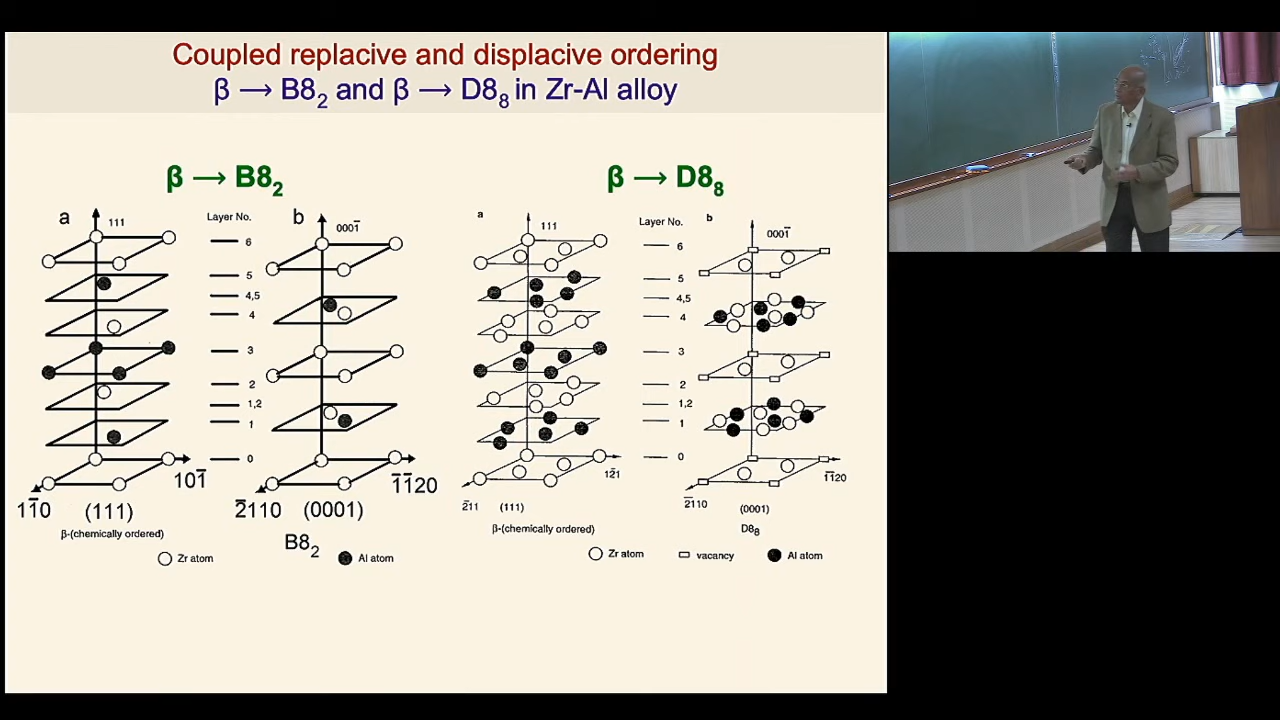 Coupled replacive and displacive ordering
β → B8₂ and β → D8₈ in Zr-Al alloy
β → B8₂
a
111
Layer No.
6
5
4,5
4
3
2
1,2
1
0
101̄
11̄0
(111)
β-(chemically ordered)
b
0001̄
1̄1̄20
2̄110
(0001)
B8₂
Zr atom
Al atom
β → D8₈
a
111
Layer No.
6
5
4,5
4
3
2
1,2
1
0
12̄1
2̄11
(111)
β-(chemically ordered)
b
0001̄
1̄1̄20
2̄110
(0001)
D8₈
Zr atom
vacancy
Al atom